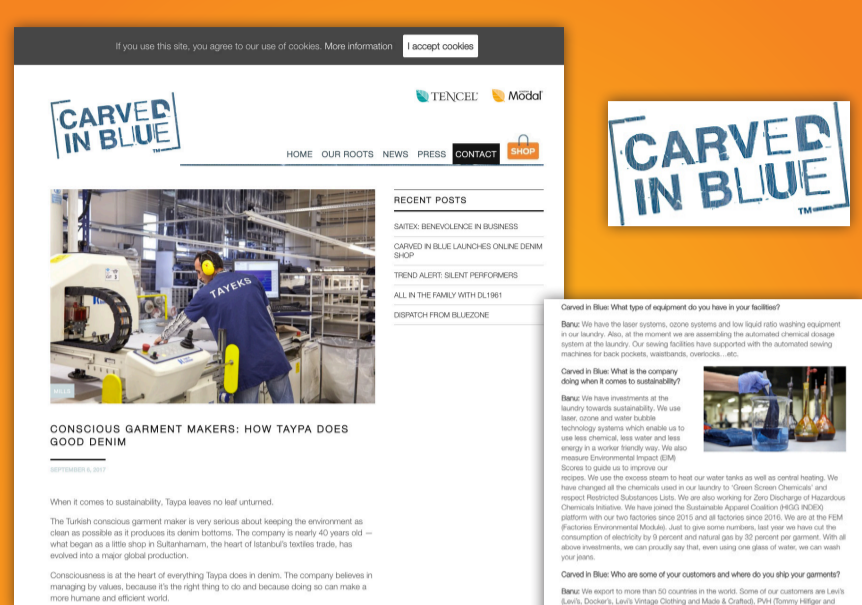 If you use this site, you agree to our use of cookies. More information I accept cookies
TENCEL Modal
CARVED
IN BLUE
TM
HOME OUR ROOTS NEWS PRESS CONTACT SHOP
TAYEKS
MILLS
CONSCIOUS GARMENT MAKERS: HOW TAYPA DOES
GOOD DENIM
SEPTEMBER 6, 2017
When it comes to sustainability, Taypa leaves no leaf unturned.
The Turkish conscious garment maker is very serious about keeping the environment as
clean as possible as it produces its denim bottoms. The company is nearly 40 years old —
what began as a little shop in Sultanhamam, the heart of Istanbul's textiles trade, has
evolved into a major global production.
Consciousness is at the heart of everything Taypa does in denim. The company believes in
managing by values, because it's the right thing to do and because doing so can make a
more humane and efficient world.
RECENT POSTS
SAITEX: BENEVOLENCE IN BUSINESS
CARVED IN BLUE LAUNCHES ONLINE DENIM
SHOP
TREND ALERT: SILENT PERFORMERS
ALL IN THE FAMILY WITH DL1961
DISPATCH FROM BLUEZONE
CARVED
IN BLUE
TM
Carved in Blue: What type of equipment do you have in your facilities?
Banu: We have the laser systems, ozone systems and low liquid ratio washing equipment
in our laundry. Also, at the moment we are assembling the automated chemical dosage
system at the laundry. Our sewing facilities have supported with the automated sewing
machines for back pockets, waistbands, overlocks…etc.
Carved in Blue: What is the company
doing when it comes to sustainability?
Banu: We have investments at the
laundry towards sustainability. We use
laser, ozone and water bubble
technology systems which enable us to
use less chemical, less water and less
energy in a worker friendly way. We also
measure Environmental Impact (EIM)
Scores to guide us to improve our
recipes. We use the excess steam to heat our water tanks as well as central heating. We
have changed all the chemicals used in our laundry to 'Green Screen Chemicals' and
respect Restricted Substances Lists. We are also working for Zero Discharge of Hazardous
Chemicals Initiative. We have joined the Sustainable Apparel Coalition (HIGG INDEX)
platform with our two factories since 2015 and all factories since 2016. We are at the FEM
(Factories Environmental Module). Just to give some numbers, last year we have cut the
consumption of electricity by 9 percent and natural gas by 32 percent per garment. With all
above investments, we can proudly say that, even using one glass of water, we can wash
your jeans.
Carved in Blue: Who are some of your customers and where do you ship your garments?
Banu: We export to more than 50 countries in the world. Some of our customers are Levi's
(Levi's, Docker's, Levi's Vintage Clothing and Made & Crafted), PVH (Tommy Hilfiger and